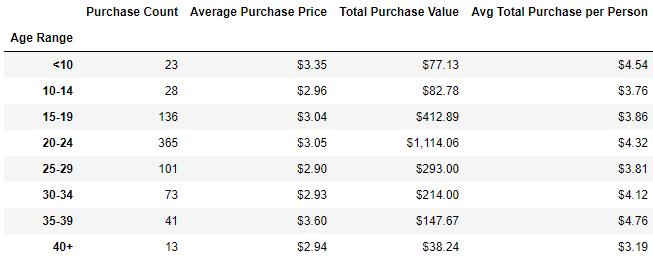 Purchase Count Average Purchase Price Total Purchase Value Avg Total Purchase per Person
Age Range
<10 23 $3.35 $77.13 $4.54
10-14 28 $2.96 $82.78 $3.76
15-19 136 $3.04 $412.89 $3.86
20-24 365 $3.05 $1,114.06 $4.32
25-29 101 $2.90 $293.00 $3.81
30-34 73 $2.93 $214.00 $4.12
35-39 41 $3.60 $147.67 $4.76
40+ 13 $2.94 $38.24 $3.19